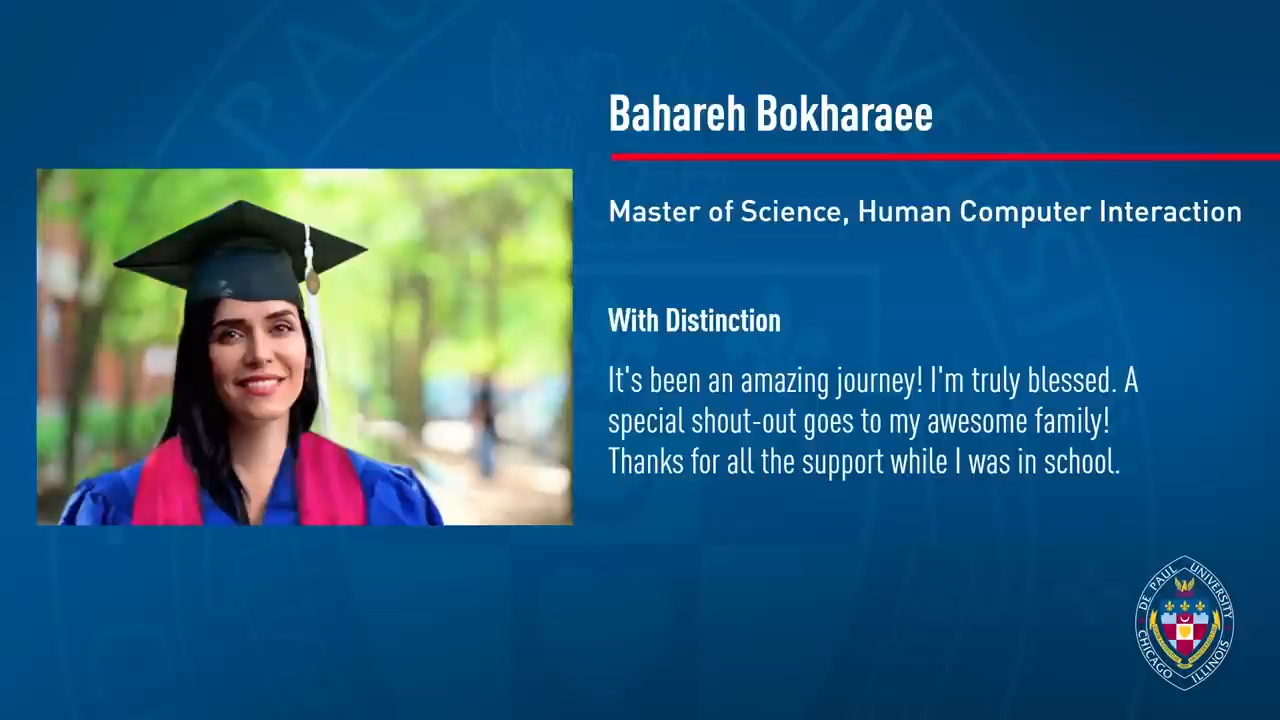 Bahareh Bokharaee
Master of Science, Human Computer Interaction
With Distinction
It's been an amazing journey! I'm truly blessed. A
special shout-out goes to my awesome family!
Thanks for all the support while I was in school.
DE PAUL UNIVERSITY
CHICAGO ILLINOIS